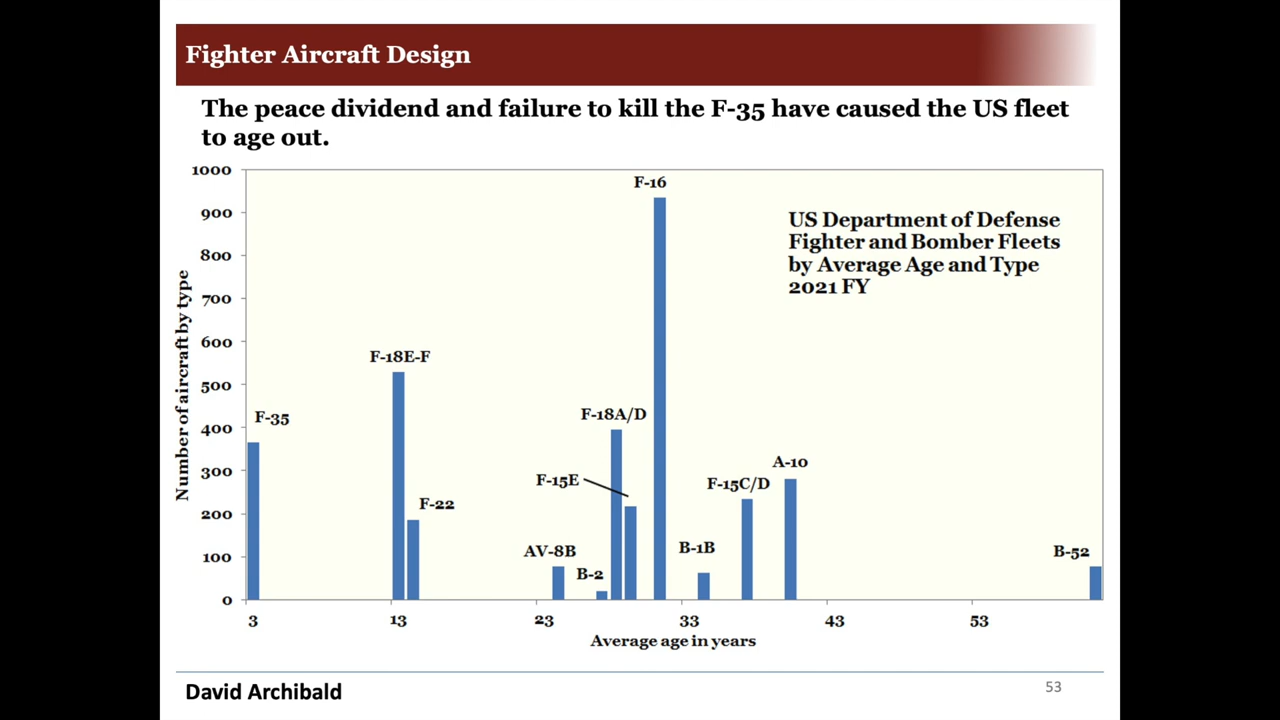 Fighter Aircraft Design
The peace dividend and failure to kill the F-35 have caused the US fleet
to age out.
Number of aircraft by type
1000
900
800
700
600
500
400
300
200
100
0
US Department of Defense
Fighter and Bomber Fleets
by Average Age and Type
2021 FY
F-35
F-18E-F
F-22
AV-8B
B-2
F-18A/D
F-15E
F-16
B-1B
F-15C/D
A-10
B-52
3 13 23 33 43 53
Average age in years
David Archibald
53